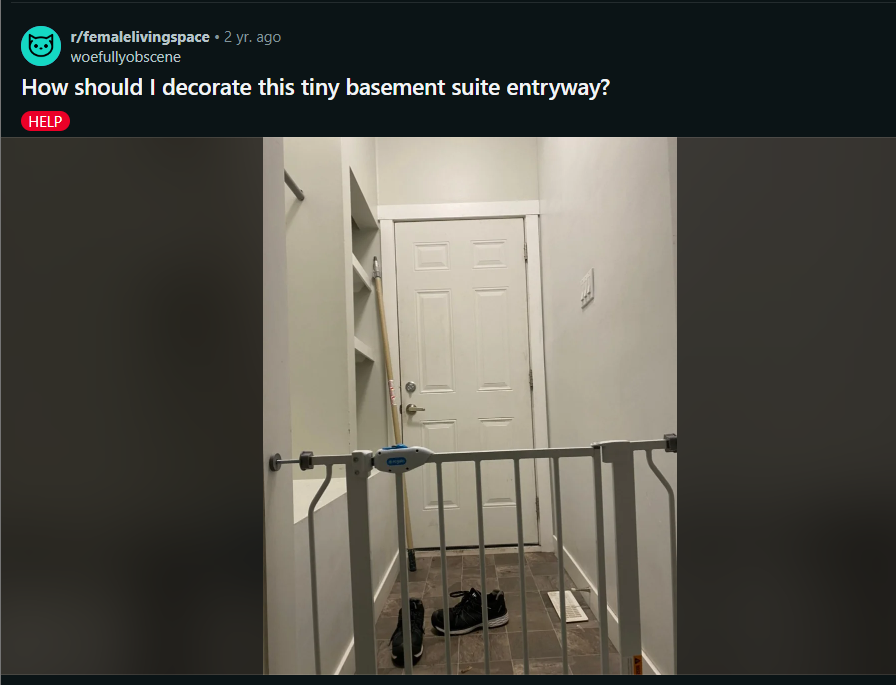 r/femalelivingspace • 2 yr. ago
woefullyobscene
How should I decorate this tiny basement suite entryway?
HELP